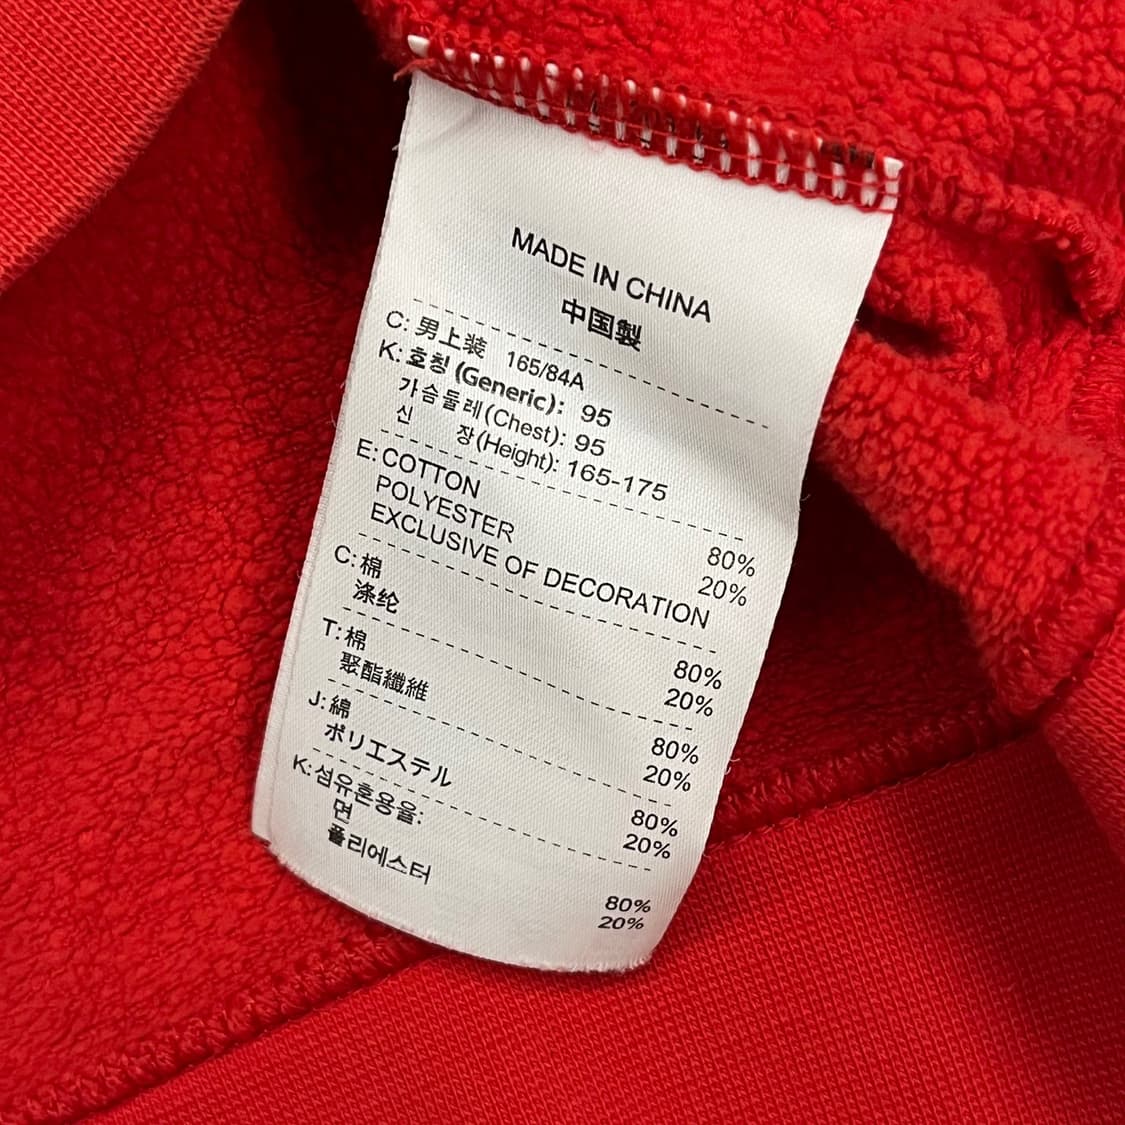 MADE IN CHINA
中国製
C: 男上装 165/84A
K: 호칭 (Generic): 95
가슴둘레(Chest): 95
신 장(Height): 165-175
E: COTTON 80%
POLYESTER 20%
EXCLUSIVE OF DECORATION
C: 棉 80%
涤纶 20%
T: 棉 80%
聚酯纖維 20%
J: 綿 80%
ポリエステル 20%
K: 섬유혼용율:
면 80%
폴리에스터 20%